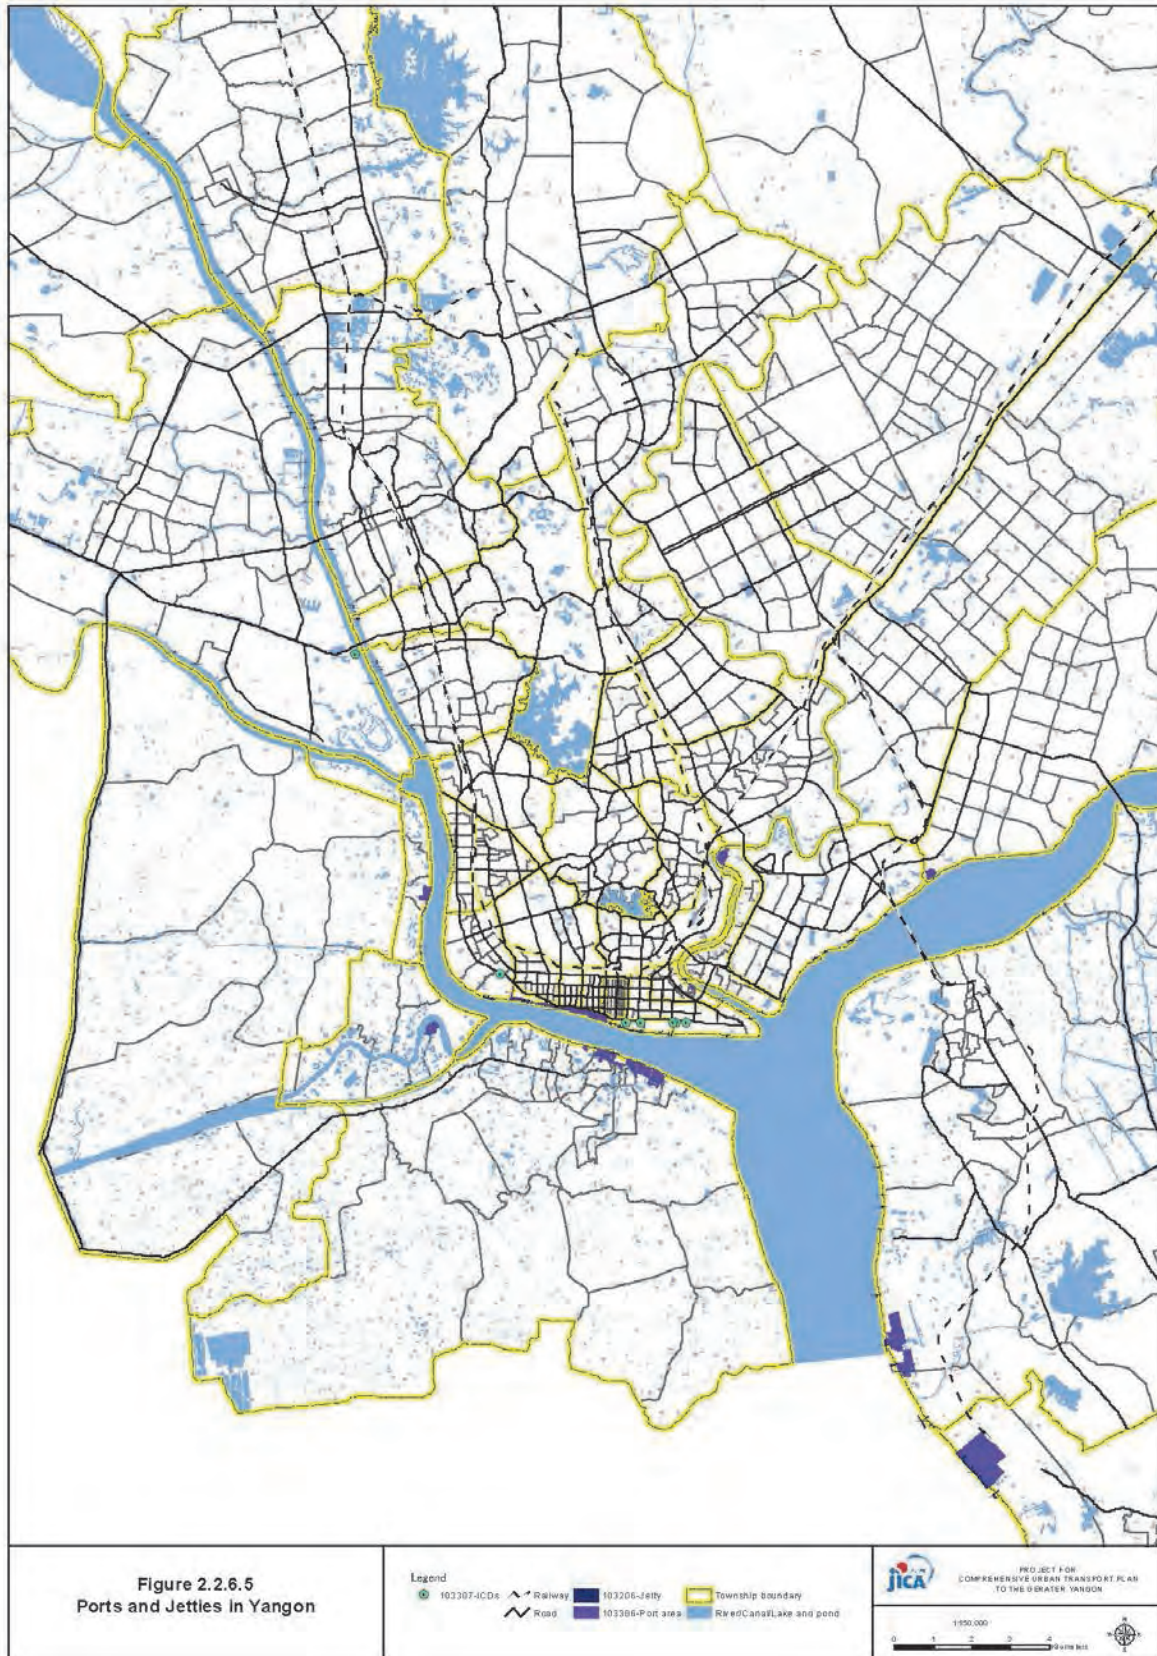 Figure 2.2.6.5
Ports and Jetties in Yangon
Legend
103307-ICDs
Railway
103206-Jetty
Township boundary
Road
103306-Port area
River/Canal/Lake and pond
JICA
PROJECT FOR
COMPREHENSIVE URBAN TRANSPORT PLAN
TO THE GERATER YANGON
1:150,000
0 1 2 3 4
N